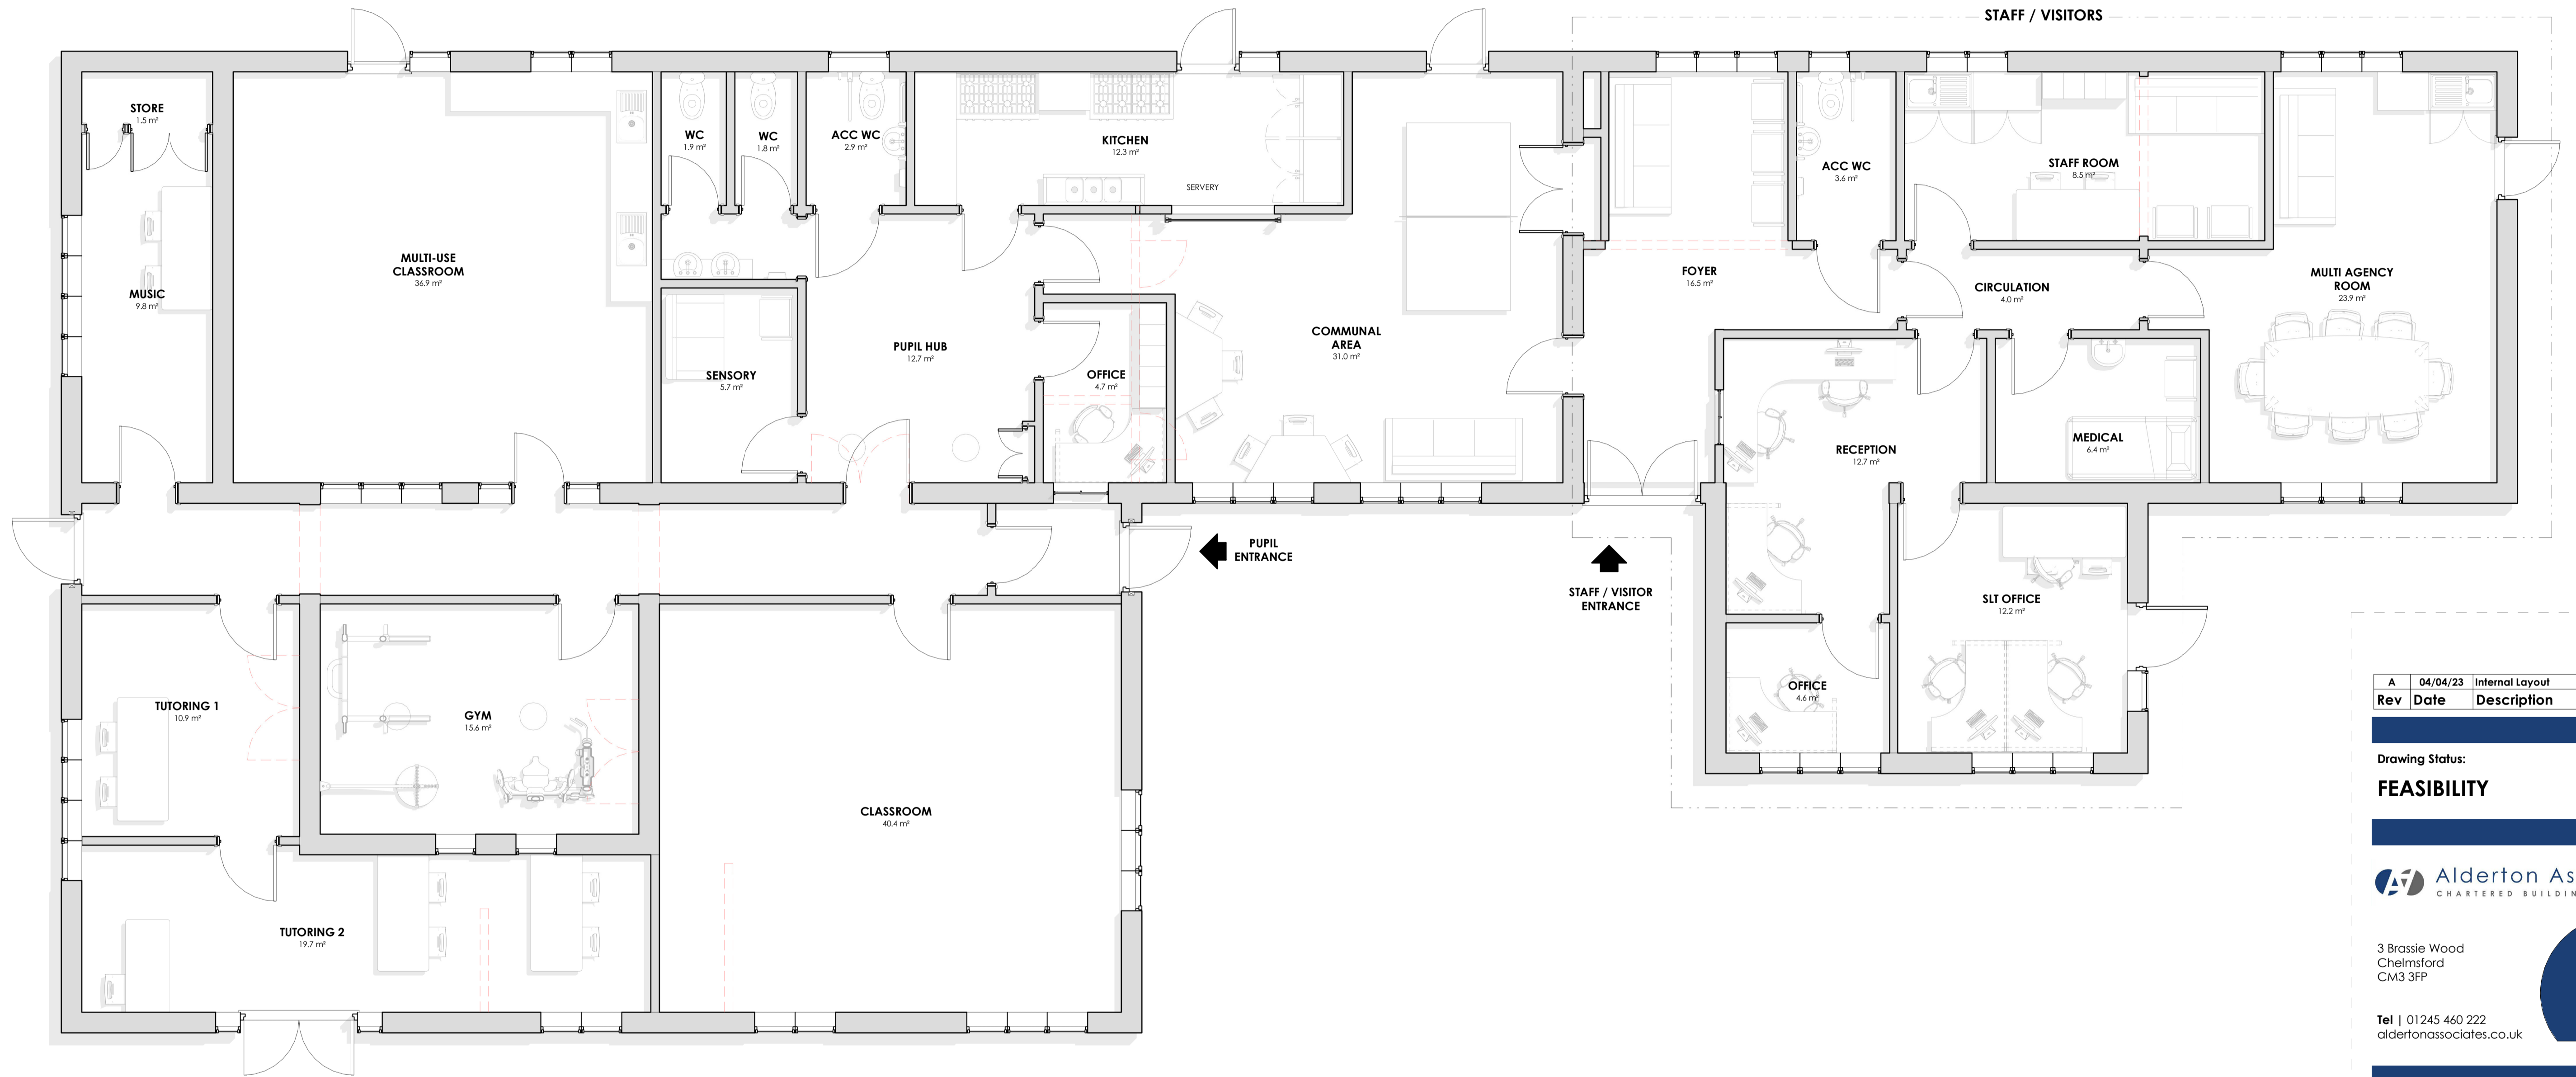 STAFF / VISITORS
STORE
1.5 m²
MUSIC
9.8 m²
MULTI-USE
CLASSROOM
36.9 m²
WC
1.9 m²
WC
1.8 m²
ACC WC
2.9 m²
KITCHEN
12.3 m²
SERVERY
SENSORY
5.7 m²
PUPIL HUB
12.7 m²
OFFICE
4.7 m²
COMMUNAL
AREA
31.0 m²
FOYER
16.5 m²
ACC WC
3.6 m²
STAFF ROOM
8.5 m²
CIRCULATION
4.0 m²
MULTI AGENCY
ROOM
23.9 m²
RECEPTION
12.7 m²
MEDICAL
6.4 m²
PUPIL
ENTRANCE
STAFF / VISITOR
ENTRANCE
SLT OFFICE
12.2 m²
OFFICE
4.6 m²
TUTORING 1
10.9 m²
GYM
15.6 m²
CLASSROOM
40.4 m²
TUTORING 2
19.7 m²
A 04/04/23 Internal Layout
Rev Date Description
Drawing Status:
FEASIBILITY
Alderton As
CHARTERED BUILDIN
3 Brassie Wood
Chelmsford
CM3 3FP
Tel | 01245 460 222
aldertonassociates.co.uk